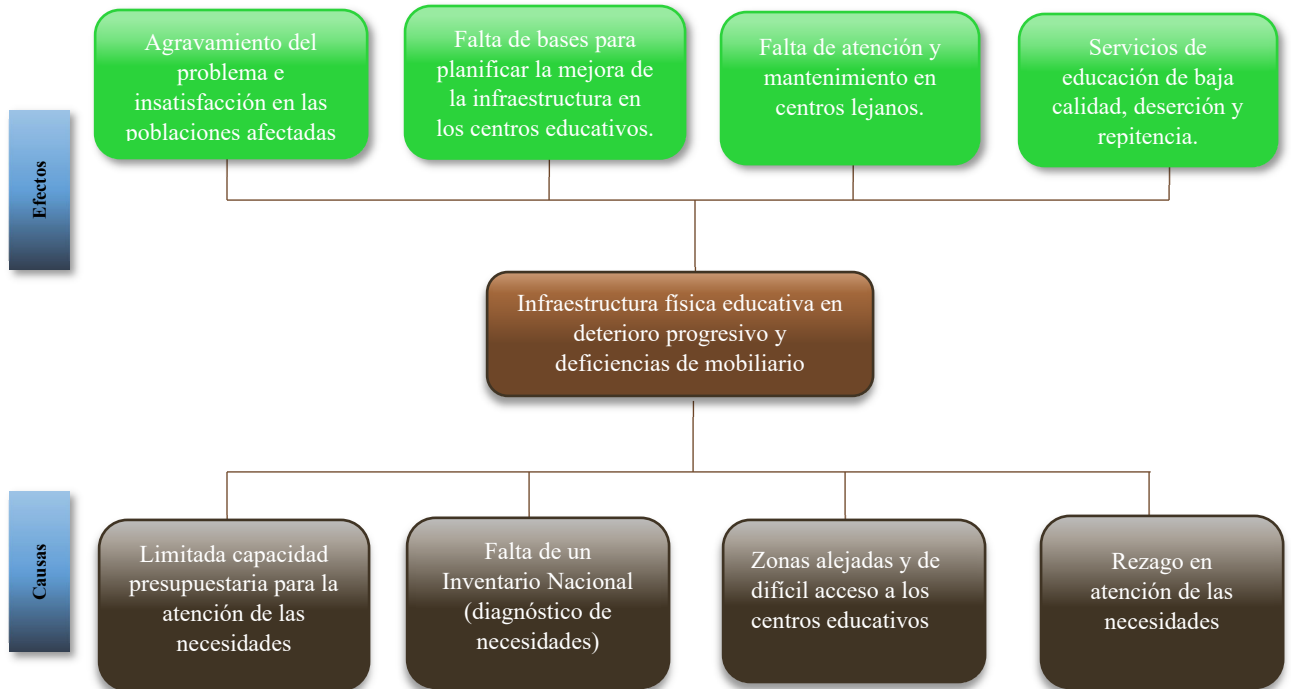 Agravamiento del
problema e
insatisfacción en las
poblaciones afectadas
Falta de bases para
planificar la mejora de
la infraestructura en
los centros educativos.
Falta de atención y
mantenimiento en
centros lejanos.
Servicios de
educación de baja
calidad, deserción y
repitencia.
Efectos
Infraestructura física educativa en
deterioro progresivo y
deficiencias de mobiliario
Causas
Limitada capacidad
presupuestaria para la
atención de las
necesidades
Falta de un
Inventario Nacional
(diagnóstico de
necesidades)
Zonas alejadas y de
difícil acceso a los
centros educativos
Rezago en
atención de las
necesidades